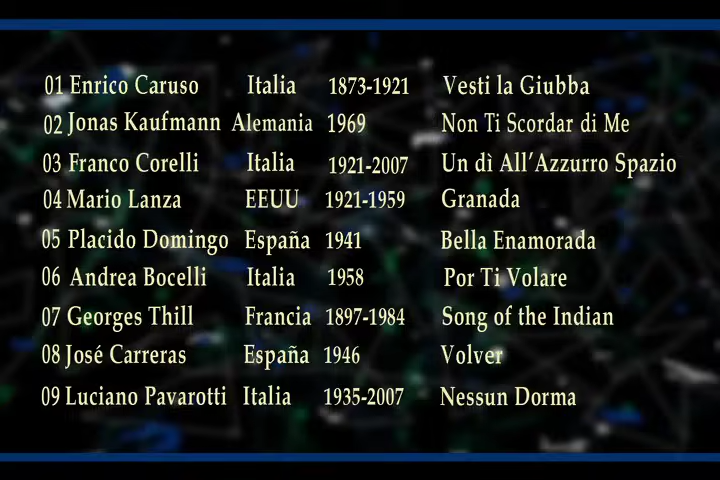 01 Enrico Caruso Italia 1873-1921 Vesti la Giubba
02 Jonas Kaufmann Alemania 1969 Non Ti Scordar di Me
03 Franco Corelli Italia 1921-2007 Un dì All'Azzurro Spazio
04 Mario Lanza EEUU 1921-1959 Granada
05 Placido Domingo España 1941 Bella Enamorada
06 Andrea Bocelli Italia 1958 Por Ti Volare
07 Georges Thill Francia 1897-1984 Song of the Indian
08 José Carreras España 1946 Volver
09 Luciano Pavarotti Italia 1935-2007 Nessun Dorma